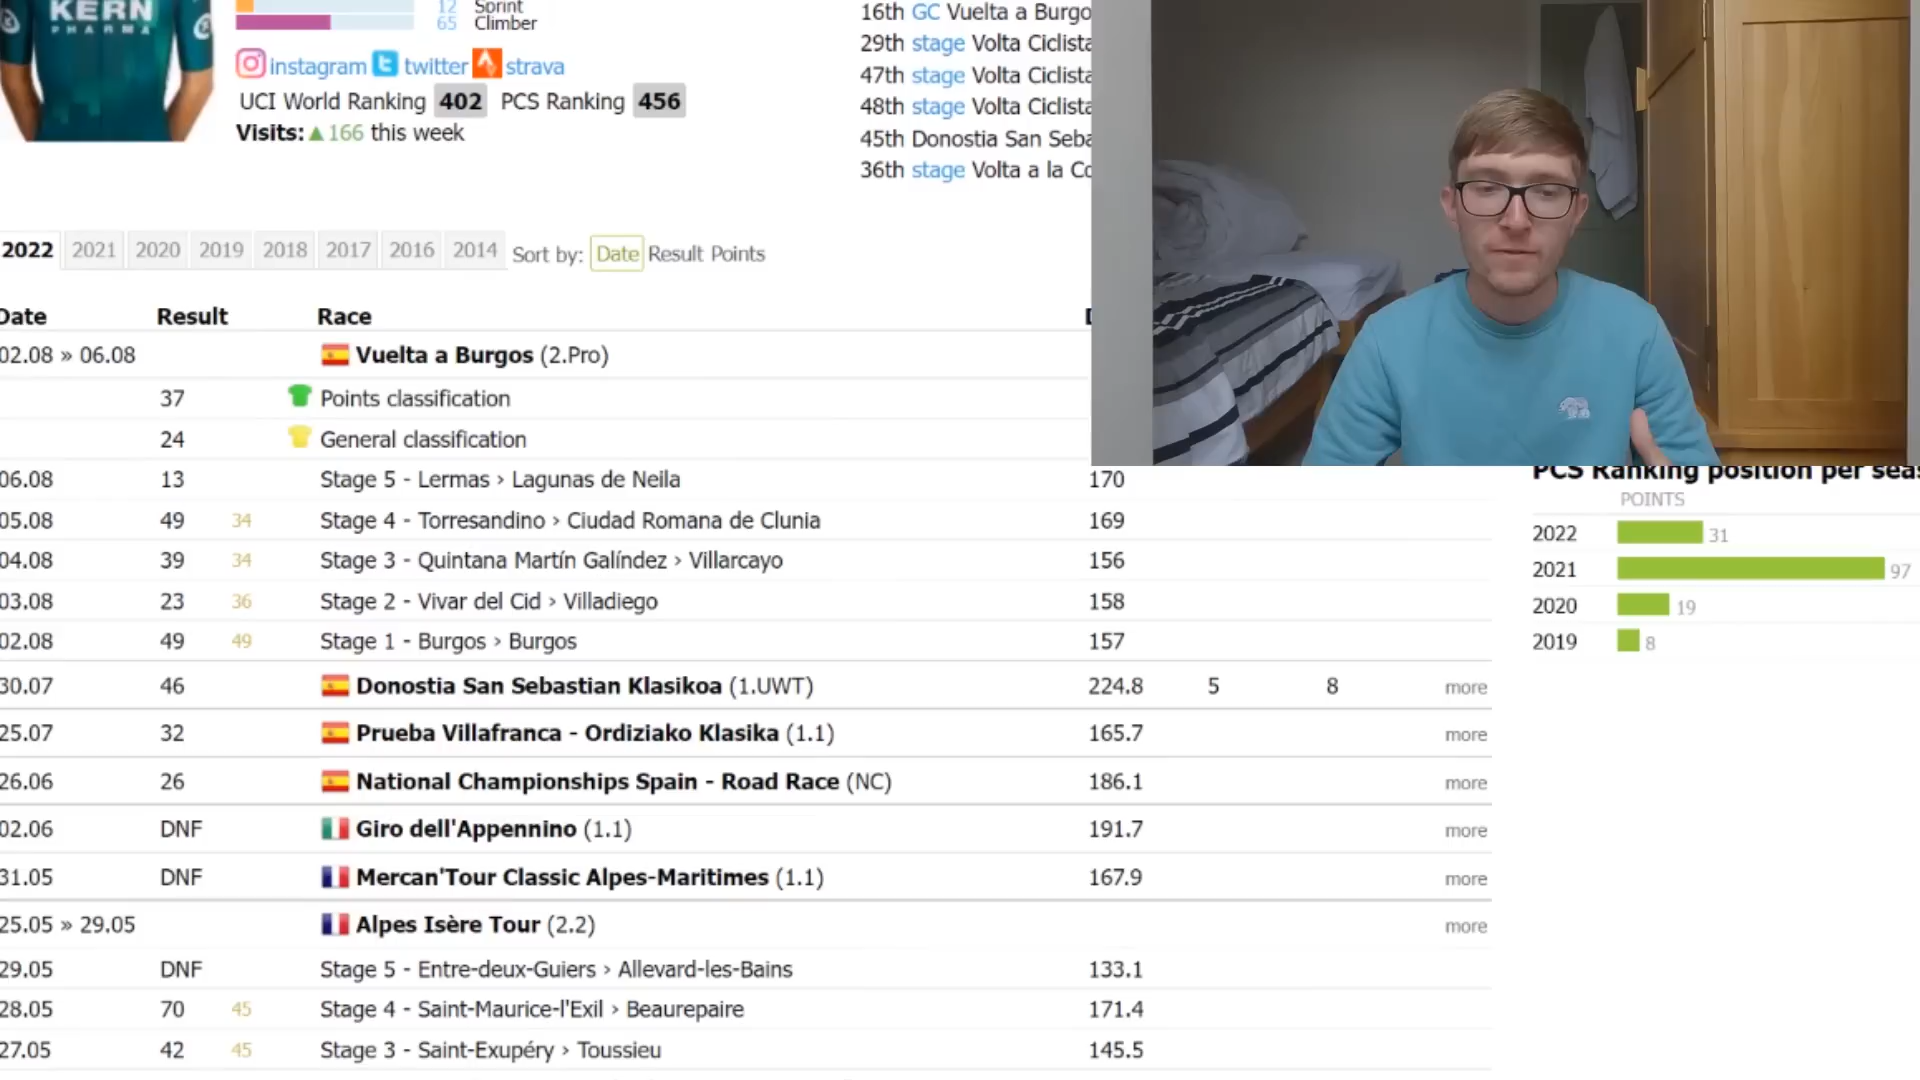 KERN
PHARMA
12 Sprint
65 Climber
instagram twitter strava
UCI World Ranking 402 PCS Ranking 456
Visits: ▲166 this week
16th GC Vuelta a Burgo
29th stage Volta Ciclista
47th stage Volta Ciclista
48th stage Volta Ciclista
45th Donostia San Seba
36th stage Volta a la Co
2022 2021 2020 2019 2018 2017 2016 2014 Sort by: Date Result Points
Date Result Race
02.08 » 06.08 Vuelta a Burgos (2.Pro)
37 Points classification
24 General classification
06.08 13 Stage 5 - Lermas › Lagunas de Neila 170
05.08 49 34 Stage 4 - Torresandino › Ciudad Romana de Clunia 169
04.08 39 34 Stage 3 - Quintana Martín Galíndez › Villarcayo 156
03.08 23 36 Stage 2 - Vivar del Cid › Villadiego 158
02.08 49 49 Stage 1 - Burgos › Burgos 157
30.07 46 Donostia San Sebastian Klasikoa (1.UWT) 224.8 5 8 more
25.07 32 Prueba Villafranca - Ordiziako Klasika (1.1) 165.7 more
26.06 26 National Championships Spain - Road Race (NC) 186.1 more
02.06 DNF Giro dell'Appennino (1.1) 191.7 more
31.05 DNF Mercan'Tour Classic Alpes-Maritimes (1.1) 167.9 more
25.05 » 29.05 Alpes Isère Tour (2.2) more
29.05 DNF Stage 5 - Entre-deux-Guiers › Allevard-les-Bains 133.1
28.05 70 45 Stage 4 - Saint-Maurice-l'Exil › Beaurepaire 171.4
27.05 42 45 Stage 3 - Saint-Exupéry › Toussieu 145.5
PCS Ranking position per seas
POINTS
2022 31
2021 97
2020 19
2019 8